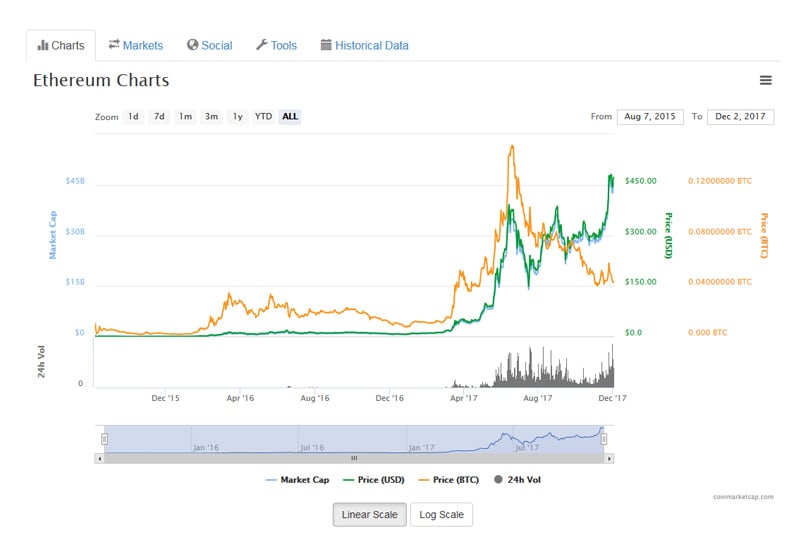 Charts Markets Social Tools Historical Data
Ethereum Charts
Zoom 1d 7d 1m 3m 1y YTD ALL From Aug 7, 2015 To Dec 2, 2017
$45B $450.00 0.12000000 BTC
$30B $300.00 0.08000000 BTC
$15B $150.00 0.04000000 BTC
$0 $0.0 0.000 BTC
Market Cap
Price (USD)
Price (BTC)
24h Vol
0
Dec '15 Apr '16 Aug '16 Dec '16 Apr '17 Aug '17 Dec '17
Jan '16 Jul '16 Jan '17 Jul '17
Market Cap Price (USD) Price (BTC) 24h Vol
coinmarketcap.com
Linear Scale Log Scale